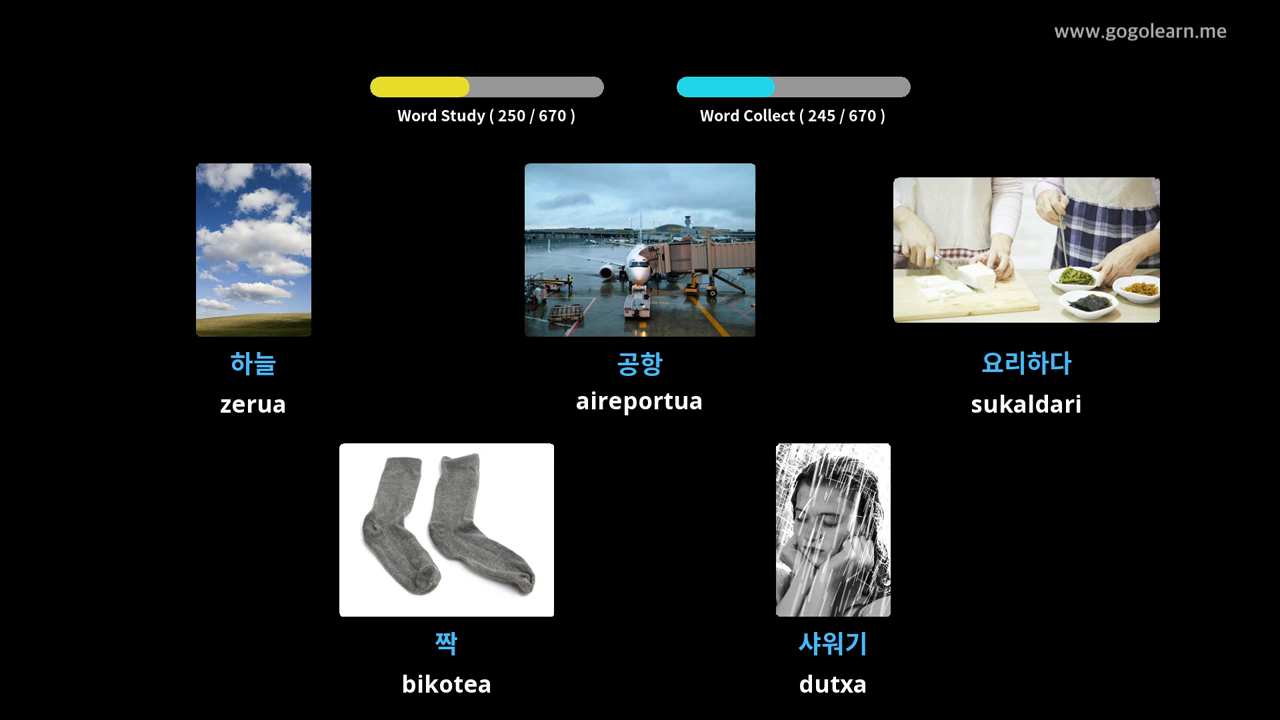 www.gogolearn.me
Word Study ( 250 / 670 )
Word Collect ( 245 / 670 )
하늘
zerua
공항
aireportua
요리하다
sukaldari
짝
bikotea
샤워기
dutxa